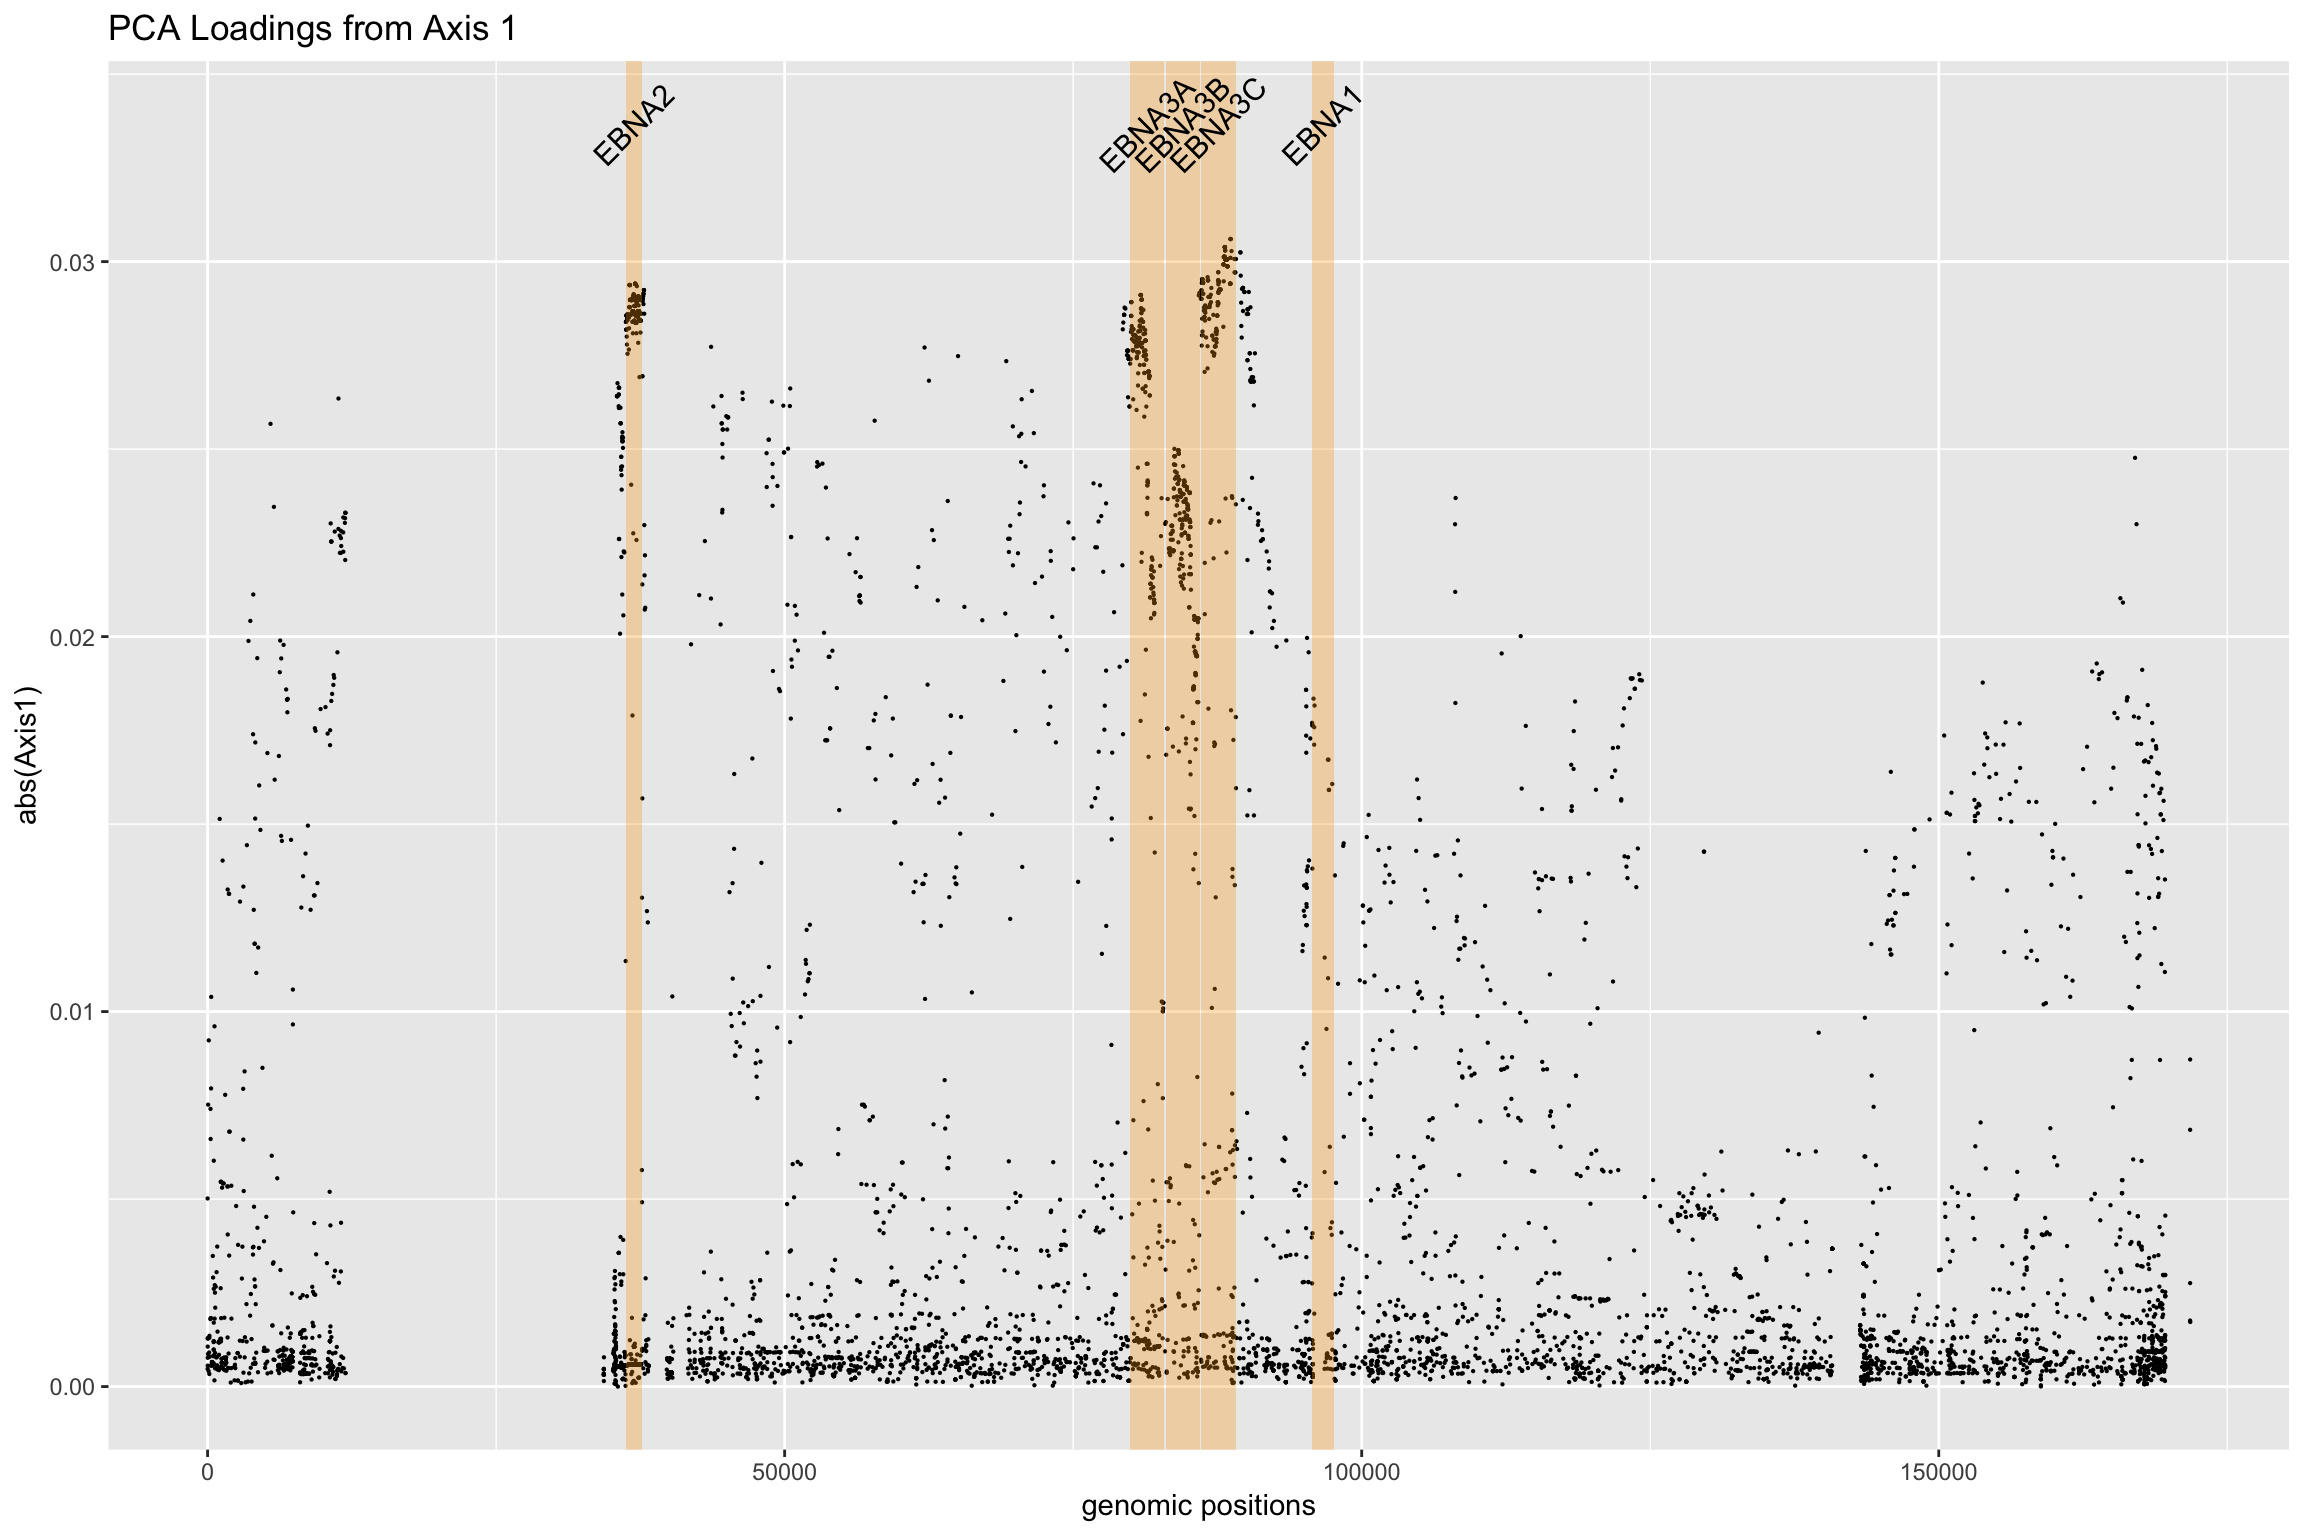 PCA Loadings from Axis 1
EBNA2
EBNA3A
EBNA3B
EBNA3C
EBNA1
abs(Axis1)
0.03
0.02
0.01
0.00
0
50000
100000
150000
genomic positions